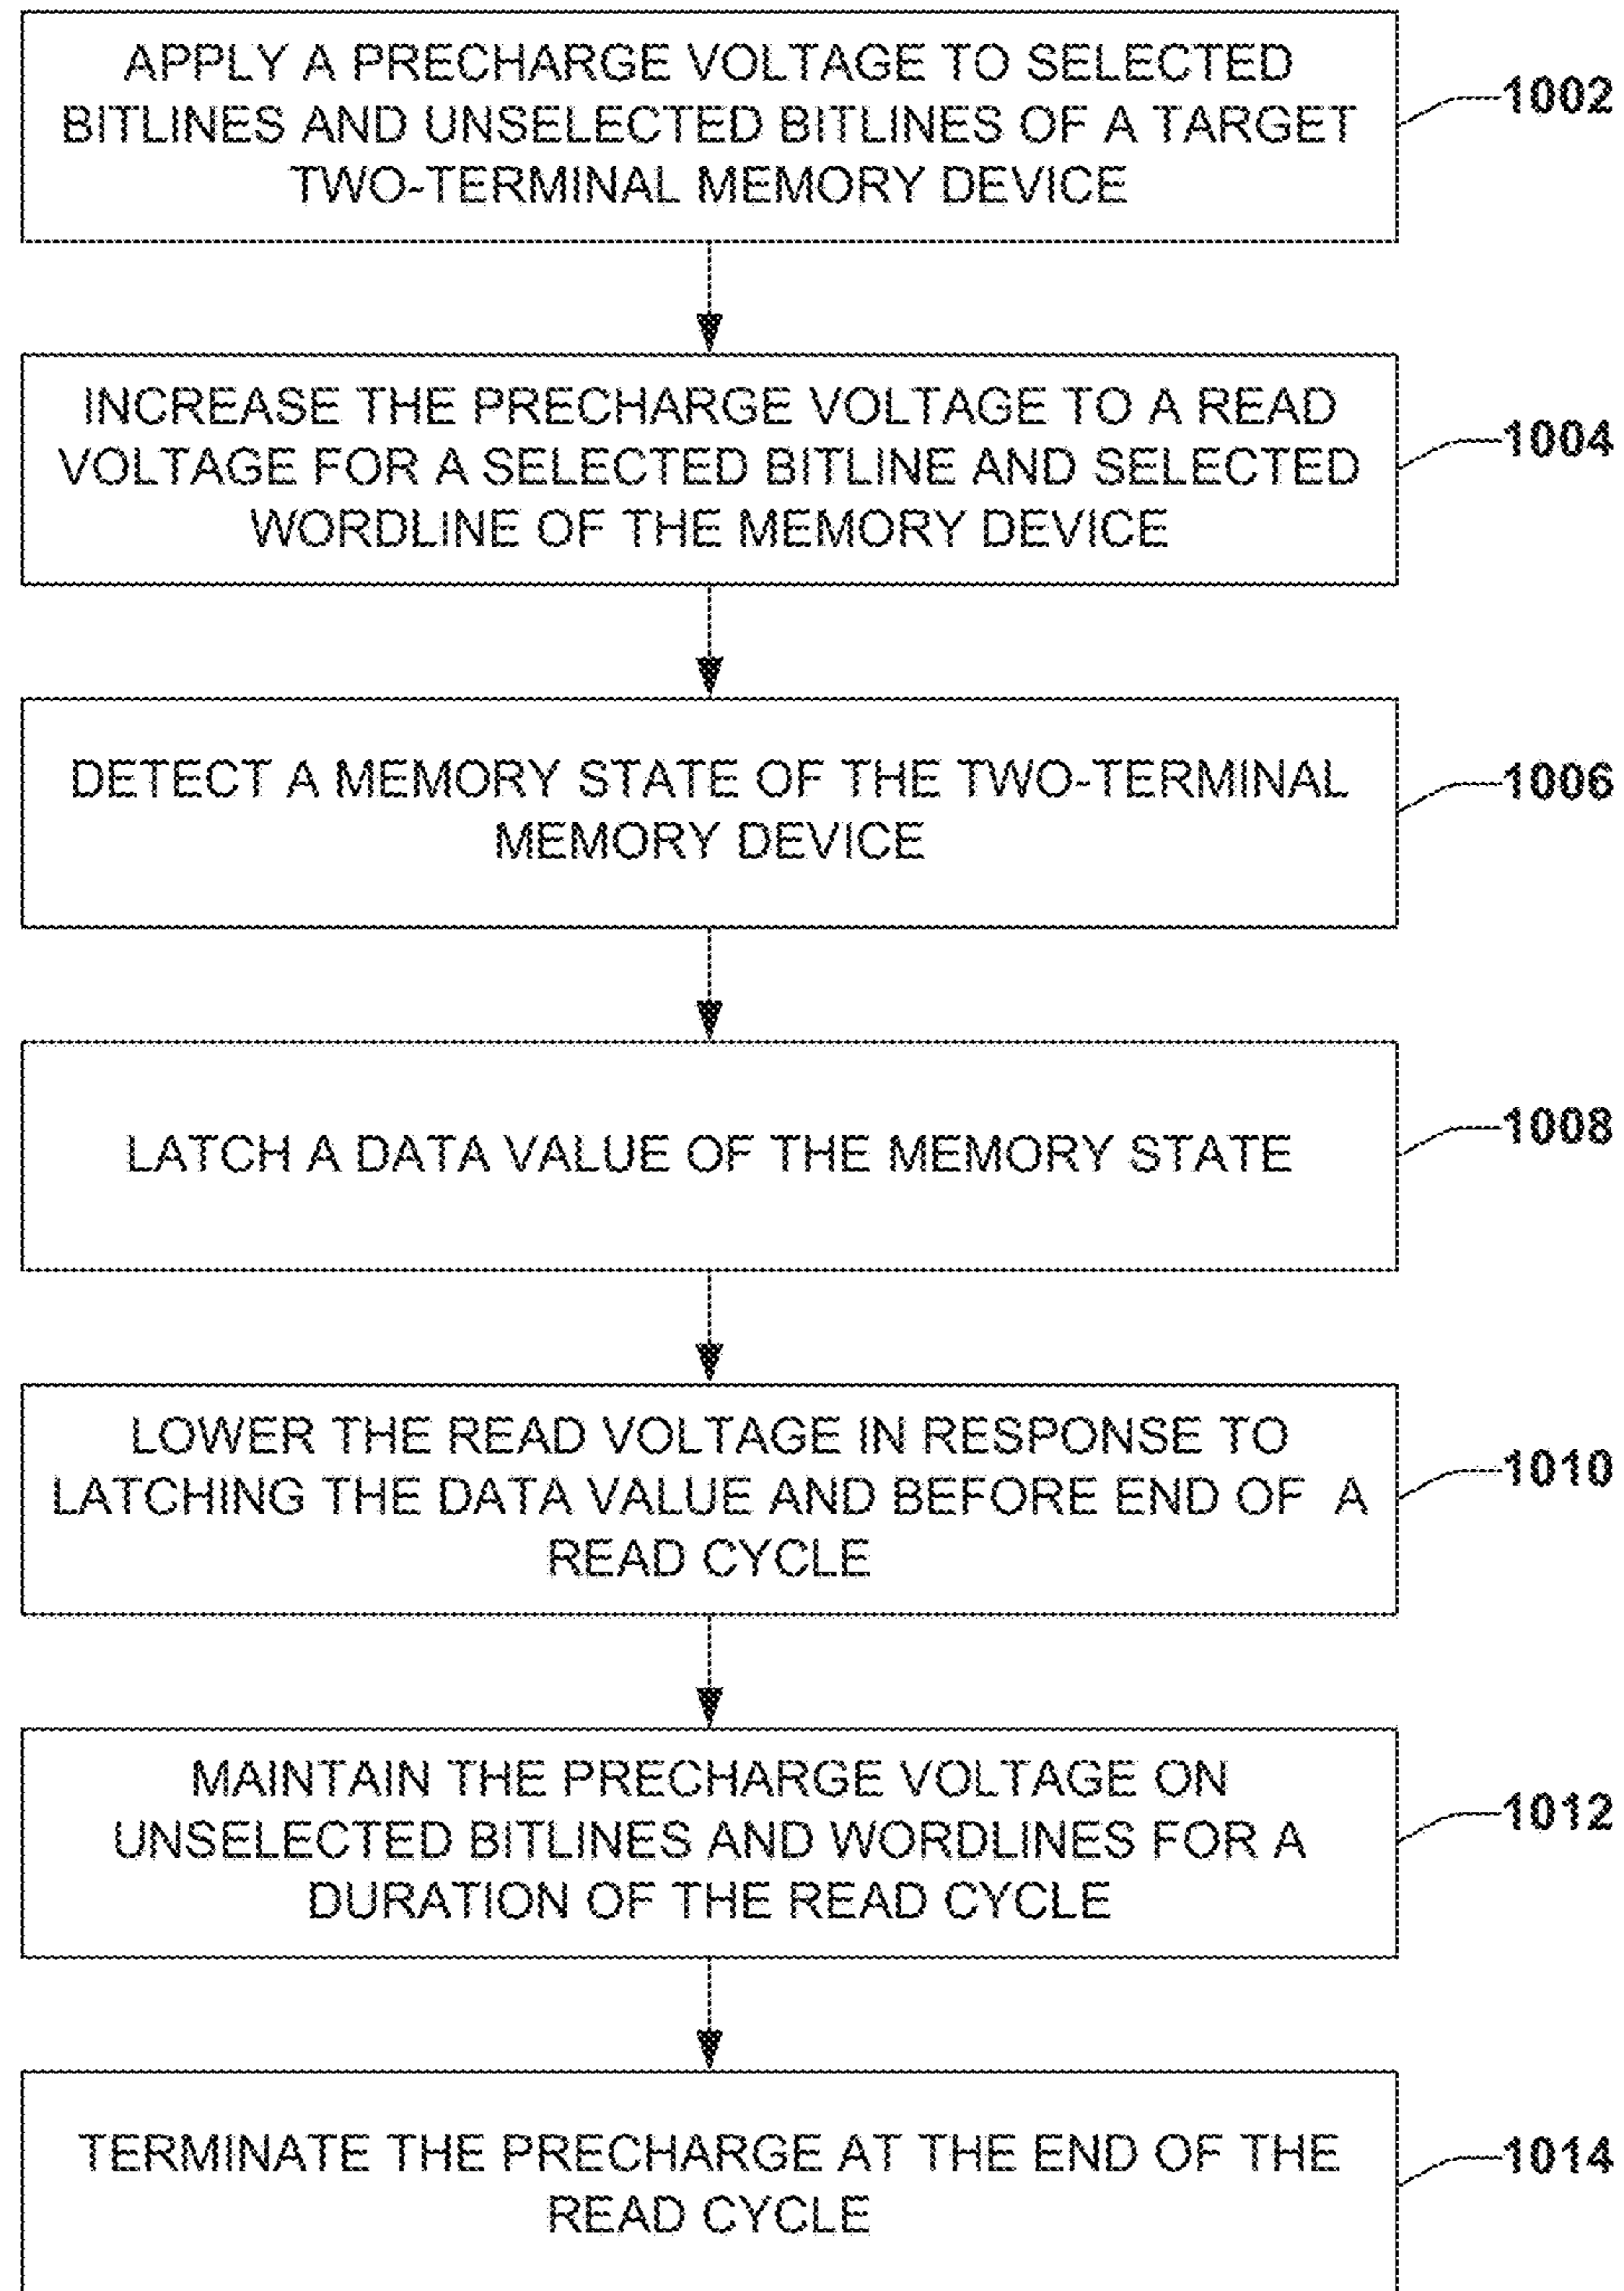 APPLY A PRECHARGE VOLTAGE TO SELECTED
BITLINES AND UNSELECTED BITLINES OF A TARGET
TWO-TERMINAL MEMORY DEVICE
1002
INCREASE THE PRECHARGE VOLTAGE TO A READ
VOLTAGE FOR A SELECTED BITLINE AND SELECTED
WORDLINE OF THE MEMORY DEVICE
1004
DETECT A MEMORY STATE OF THE TWO-TERMINAL
MEMORY DEVICE
1006
LATCH A DATA VALUE OF THE MEMORY STATE
1008
LOWER THE READ VOLTAGE IN RESPONSE TO
LATCHING THE DATA VALUE AND BEFORE END OF A
READ CYCLE
1010
MAINTAIN THE PRECHARGE VOLTAGE ON
UNSELECTED BITLINES AND WORDLINES FOR A
DURATION OF THE READ CYCLE
1012
TERMINATE THE PRECHARGE AT THE END OF THE
READ CYCLE
1014